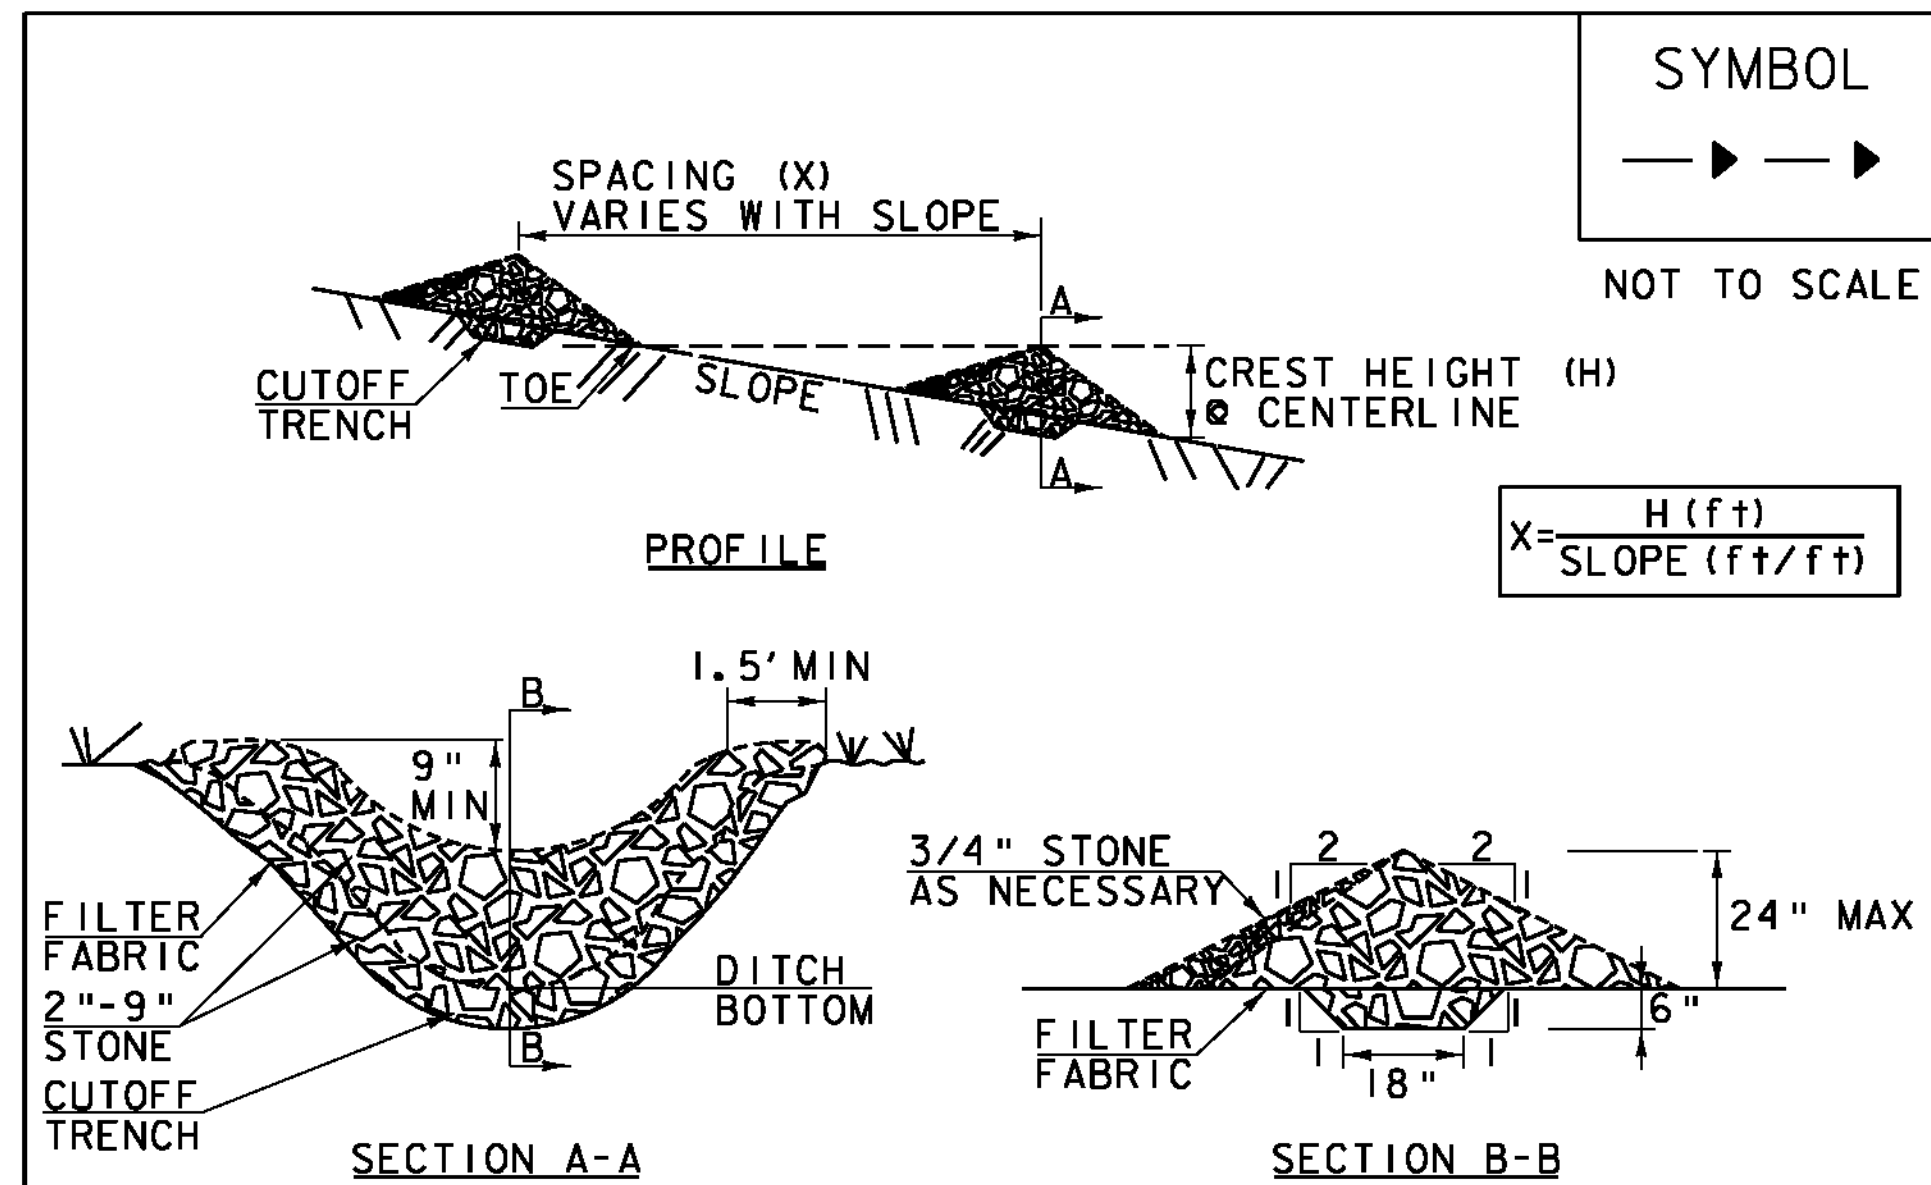 SYMBOL
NOT TO SCALE
SPACING (X)
VARIES WITH SLOPE
A
CUTOFF
TRENCH
TOE
SLOPE
CREST HEIGHT (H)
@ CENTERLINE
A
PROFILE
X=
H (ft)
SLOPE (ft/ft)
1.5' MIN
B
9"
MIN
FILTER
FABRIC
2"-9"
STONE
CUTOFF
TRENCH
DITCH
BOTTOM
B
SECTION A-A
3/4" STONE
AS NECESSARY
2
2
1
1
24" MAX
6"
FILTER
FABRIC
1
1
1
1
18"
SECTION B-B